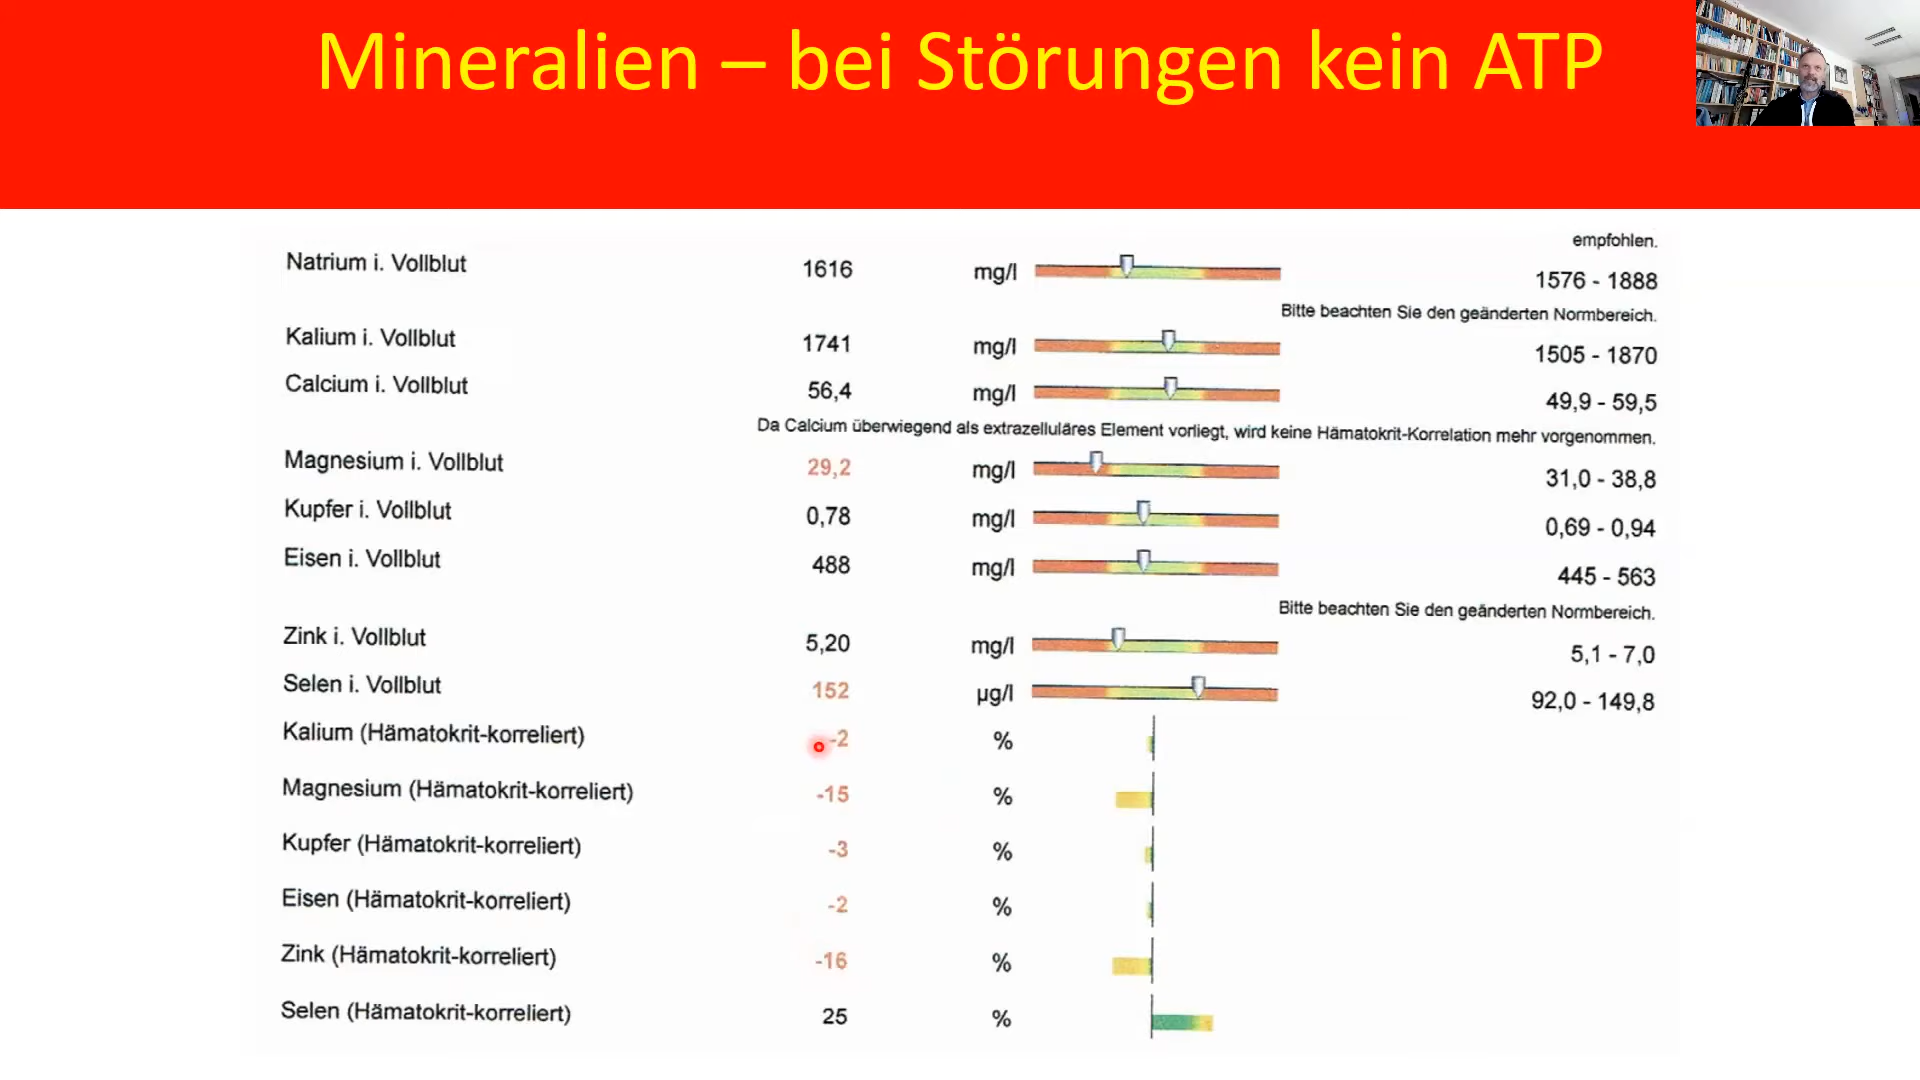 Mineralien – bei Störungen kein ATP
empfohlen.
Natrium i. Vollblut 1616 mg/l 1576 - 1888
Bitte beachten Sie den geänderten Normbereich.
Kalium i. Vollblut 1741 mg/l 1505 - 1870
Calcium i. Vollblut 56,4 mg/l 49,9 - 59,5
Da Calcium überwiegend als extrazelluläres Element vorliegt, wird keine Hämatokrit-Korrelation mehr vorgenommen.
Magnesium i. Vollblut 29,2 mg/l 31,0 - 38,8
Kupfer i. Vollblut 0,78 mg/l 0,69 - 0,94
Eisen i. Vollblut 488 mg/l 445 - 563
Bitte beachten Sie den geänderten Normbereich.
Zink i. Vollblut 5,20 mg/l 5,1 - 7,0
Selen i. Vollblut 152 µg/l 92,0 - 149,8
Kalium (Hämatokrit-korreliert) -2 %
Magnesium (Hämatokrit-korreliert) -15 %
Kupfer (Hämatokrit-korreliert) -3 %
Eisen (Hämatokrit-korreliert) -2 %
Zink (Hämatokrit-korreliert) -16 %
Selen (Hämatokrit-korreliert) 25 %